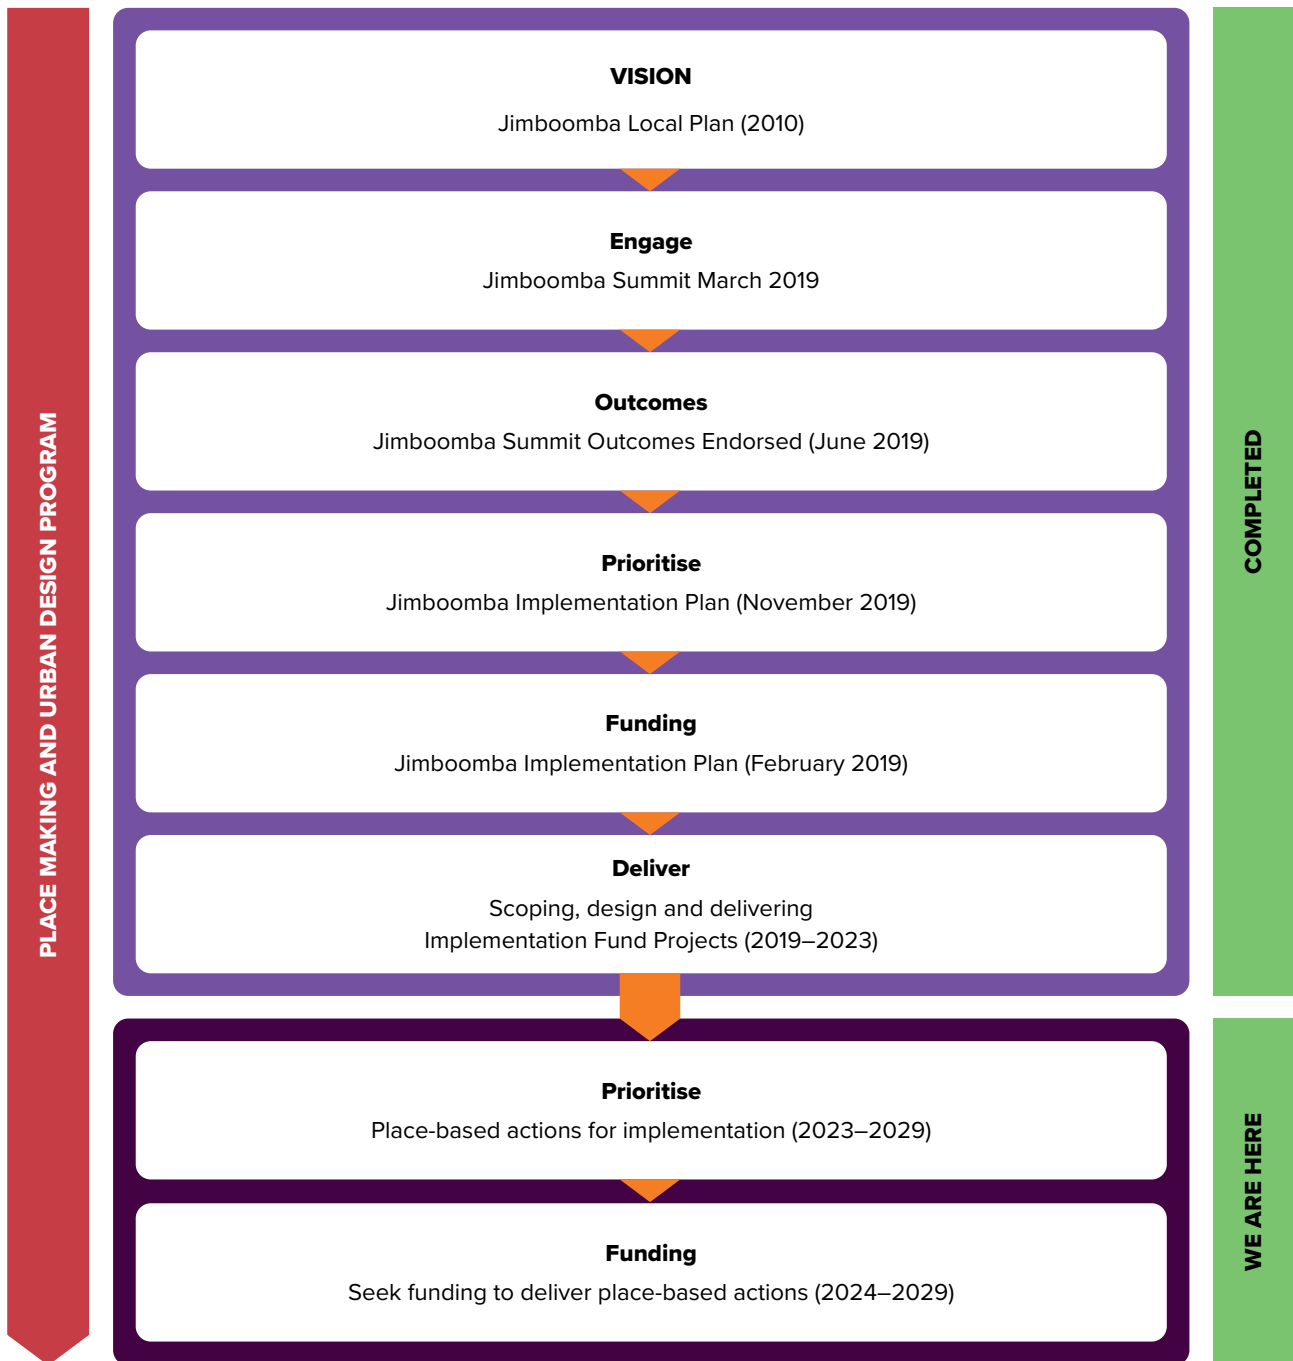 PLACE MAKING AND URBAN DESIGN PROGRAM
VISION
Jimboomba Local Plan (2010)
Engage
Jimboomba Summit March 2019
Outcomes
Jimboomba Summit Outcomes Endorsed (June 2019)
Prioritise
Jimboomba Implementation Plan (November 2019)
Funding
Jimboomba Implementation Plan (February 2019)
Deliver
Scoping, design and delivering
Implementation Fund Projects (2019–2023)
COMPLETED
Prioritise
Place-based actions for implementation (2023–2029)
Funding
Seek funding to deliver place-based actions (2024–2029)
WE ARE HERE